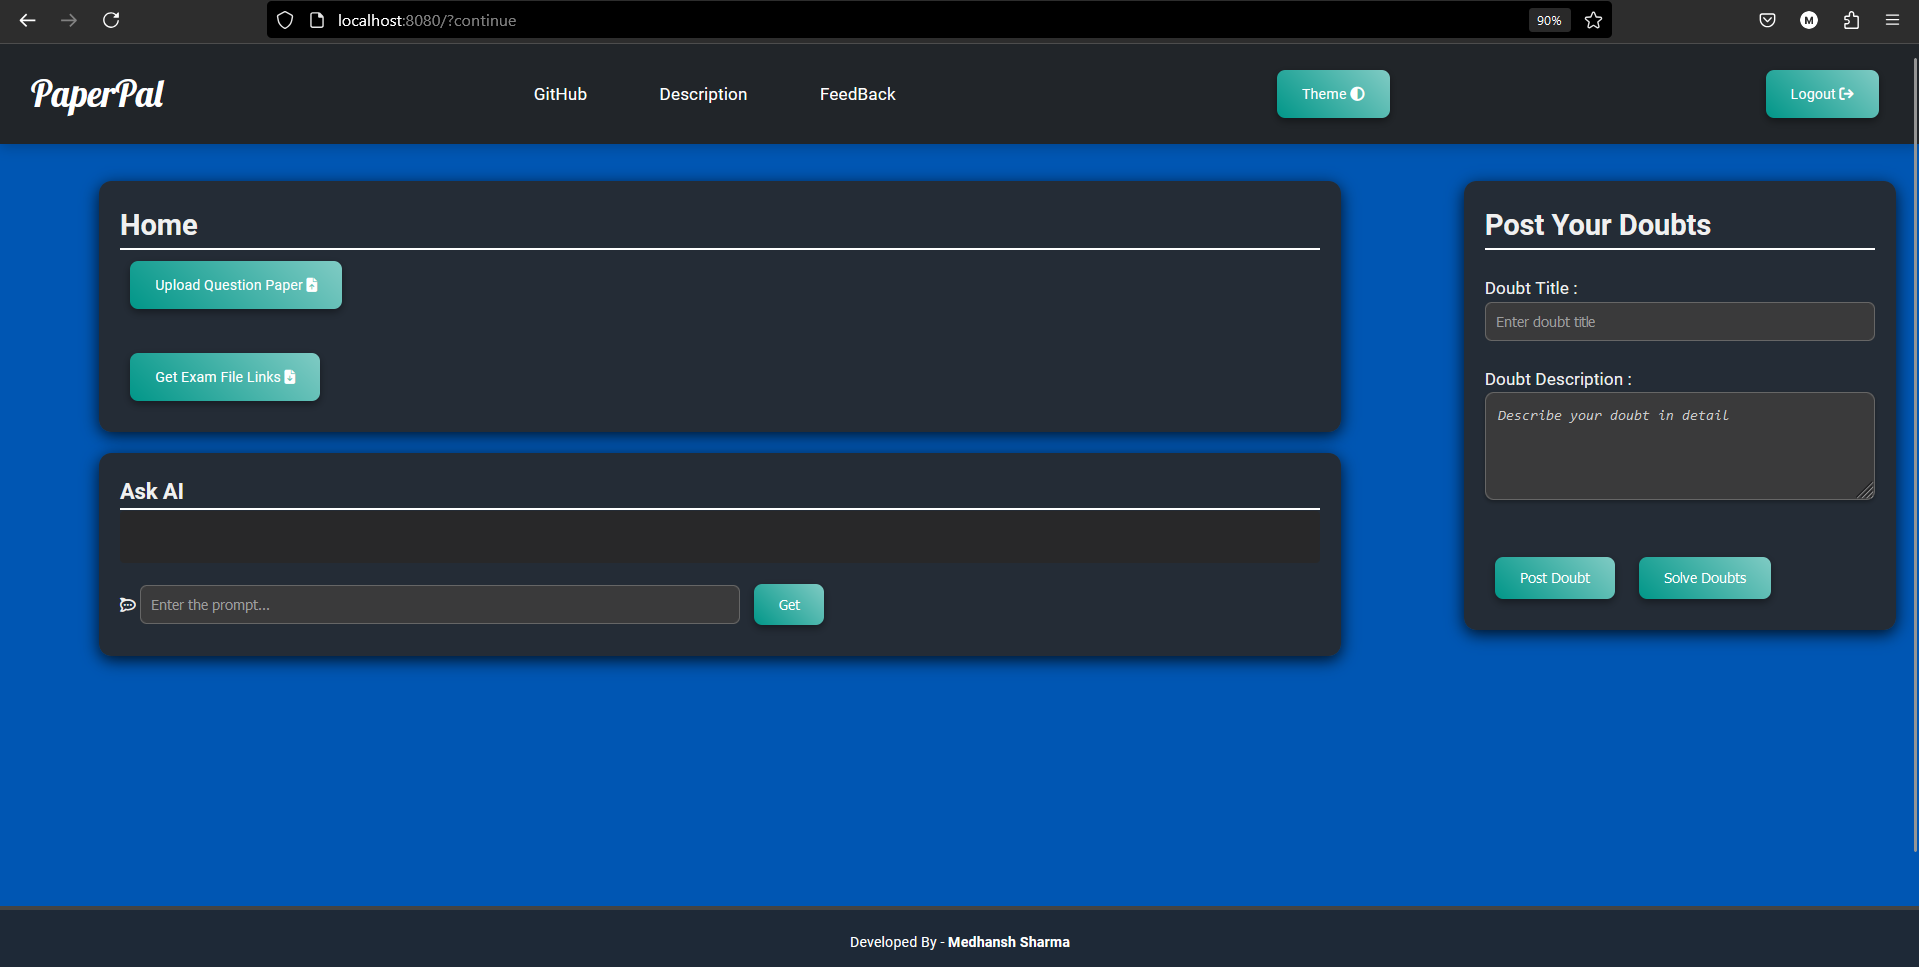 localhost:8080/?continue
90%
M
PaperPal
GitHub
Description
FeedBack
Theme
Logout
Home
Upload Question Paper
Get Exam File Links
Ask AI
Enter the prompt...
Get
Post Your Doubts
Doubt Title :
Enter doubt title
Doubt Description :
Describe your doubt in detail
Post Doubt
Solve Doubts
Developed By - Medhansh Sharma